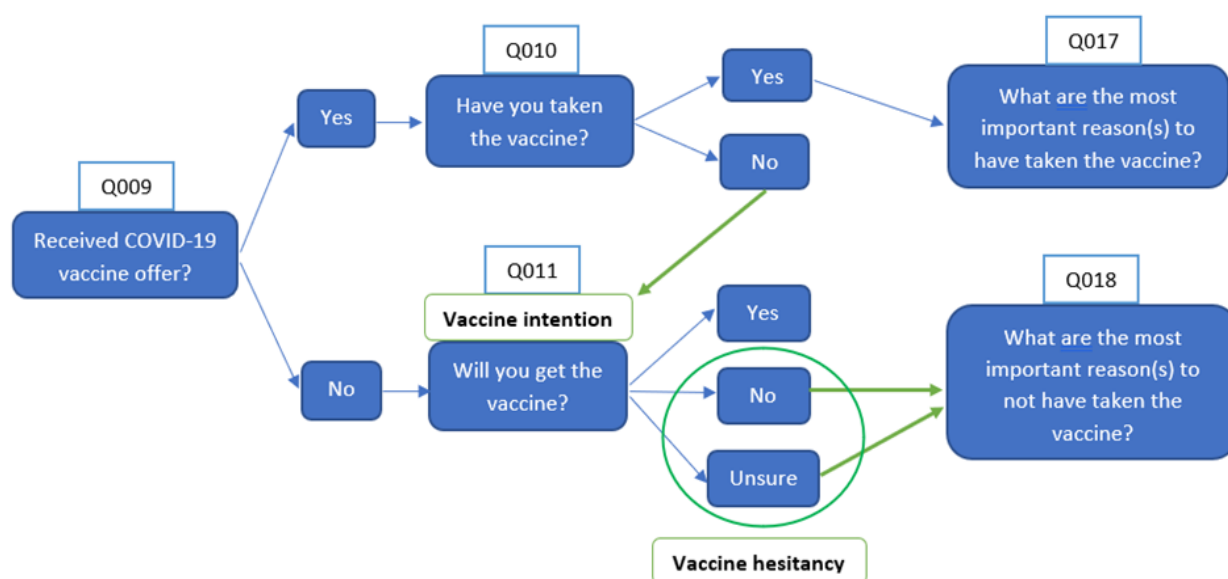 Q009
Received COVID-19
vaccine offer?
Yes
No
Q010
Have you taken
the vaccine?
Yes
No
Q017
What are the most
important reason(s) to
have taken the vaccine?
Q011
Vaccine intention
Will you get the
vaccine?
Yes
No
Unsure
Vaccine hesitancy
Q018
What are the most
important reason(s) to
not have taken the
vaccine?